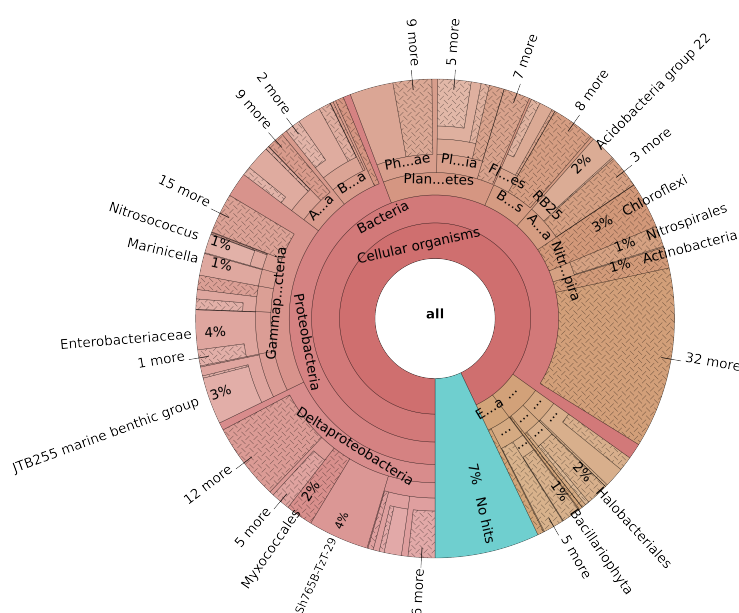 all
Cellular organisms
Bacteria
Proteobacteria
Gammap...cteria
Deltaproteobacteria
Plan...etes
Ph...ae
Pl...ia
Fi...es
B...s
RB25
A...a
Nitr...pira
A...a
B...a
9 more
5 more
7 more
8 more
Acidobacteria group 22
2%
3 more
Chloroflexi
3%
Nitrospirales
1%
Actinobacteria
1%
32 more
Halobacteriales
2%
Bacillariophyta
1%
5 more
E...a
...
...
...
...
...
No hits
7%
6 more
Sh765B-TzT-29
4%
Myxococcales
2%
5 more
12 more
JTB255 marine benthic group
3%
1 more
Enterobacteriaceae
4%
Marinicella
1%
Nitrosococcus
1%
15 more
9 more
2 more